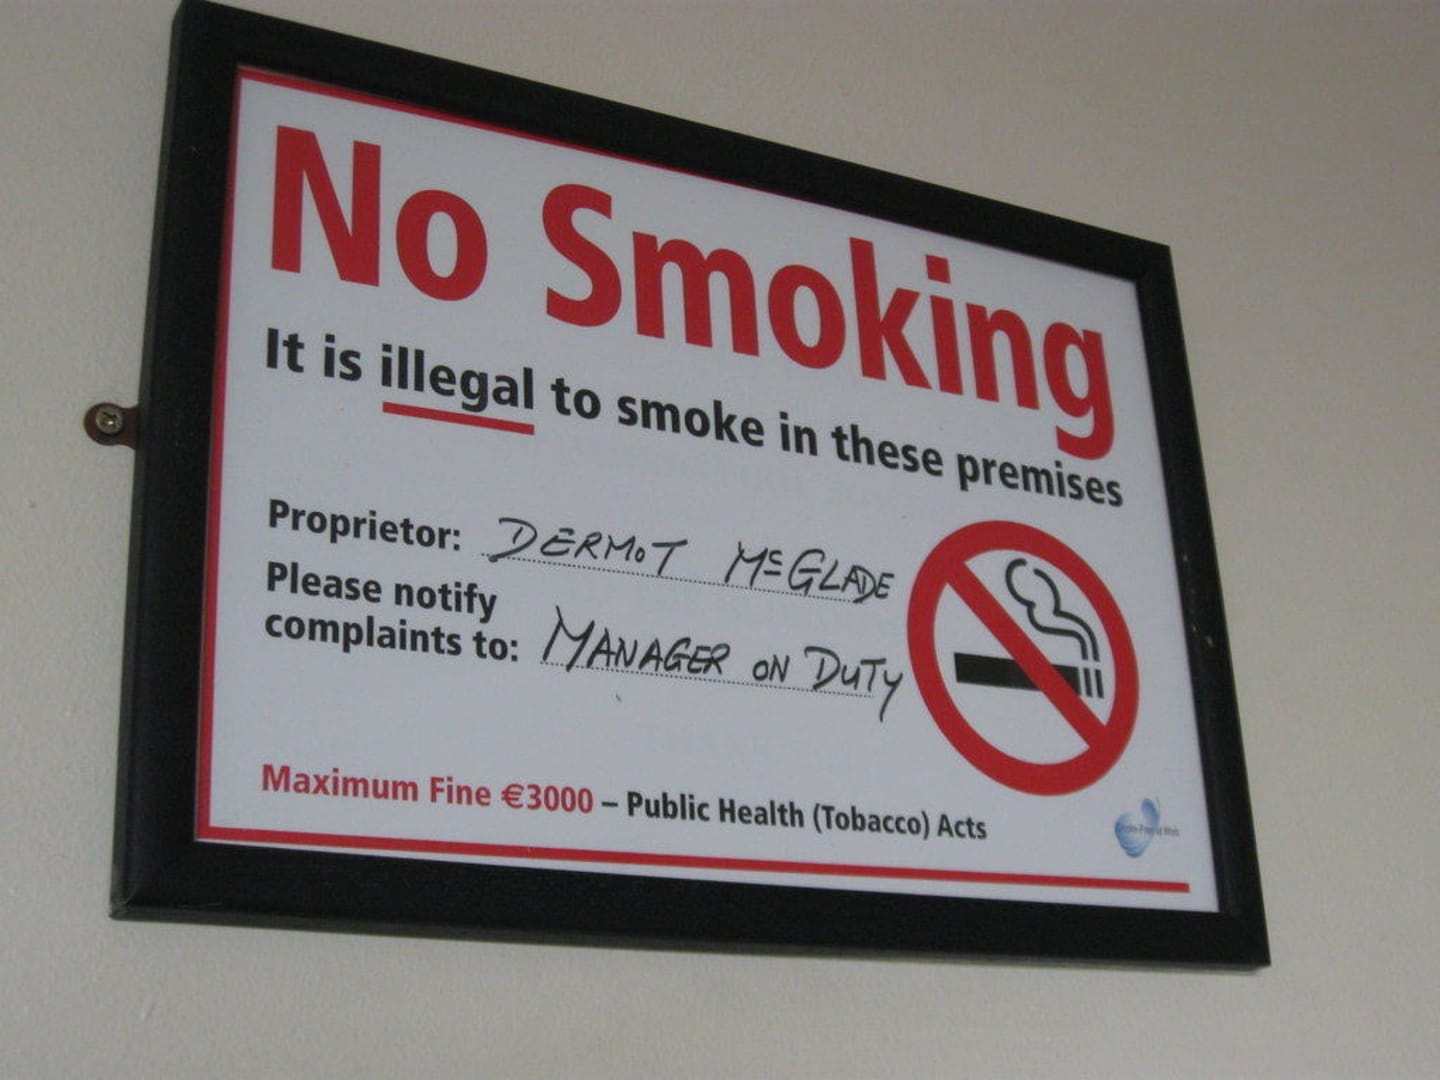 No Smoking
It is illegal to smoke in these premises
Proprietor: DERMOT McGLADE
Please notify
complaints to: MANAGER ON DUTY
Maximum Fine €3000 – Public Health (Tobacco) Acts